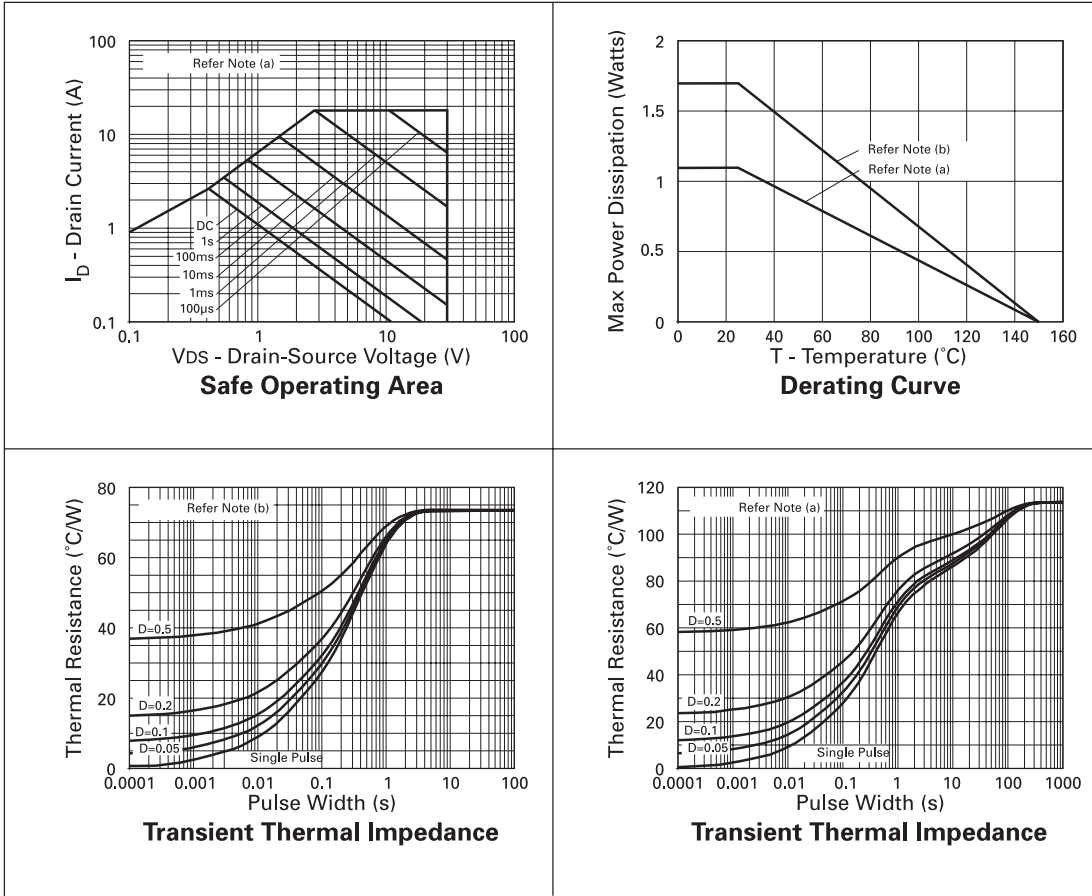 100
10
1
0.1
I_D - Drain Current (A)
Refer Note (a)
DC
1s
100ms
10ms
1ms
100µs
0.1 1 10 100
VDS - Drain-Source Voltage (V)
Safe Operating Area
2
1.5
1
0.5
0
Max Power Dissipation (Watts)
Refer Note (b)
Refer Note (a)
0 20 40 60 80 100 120 140 160
T - Temperature (°C)
Derating Curve
80
60
40
20
0
Thermal Resistance (°C/W)
Refer Note (b)
D=0.5
D=0.2
D=0.1
D=0.05
Single Pulse
0.0001 0.001 0.01 0.1 1 10 100
Pulse Width (s)
Transient Thermal Impedance
120
100
80
60
40
20
0
Thermal Resistance (°C/W)
Refer Note (a)
D=0.5
D=0.2
D=0.1
D=0.05
Single Pulse
0.0001 0.001 0.01 0.1 1 10 100 1000
Pulse Width (s)
Transient Thermal Impedance